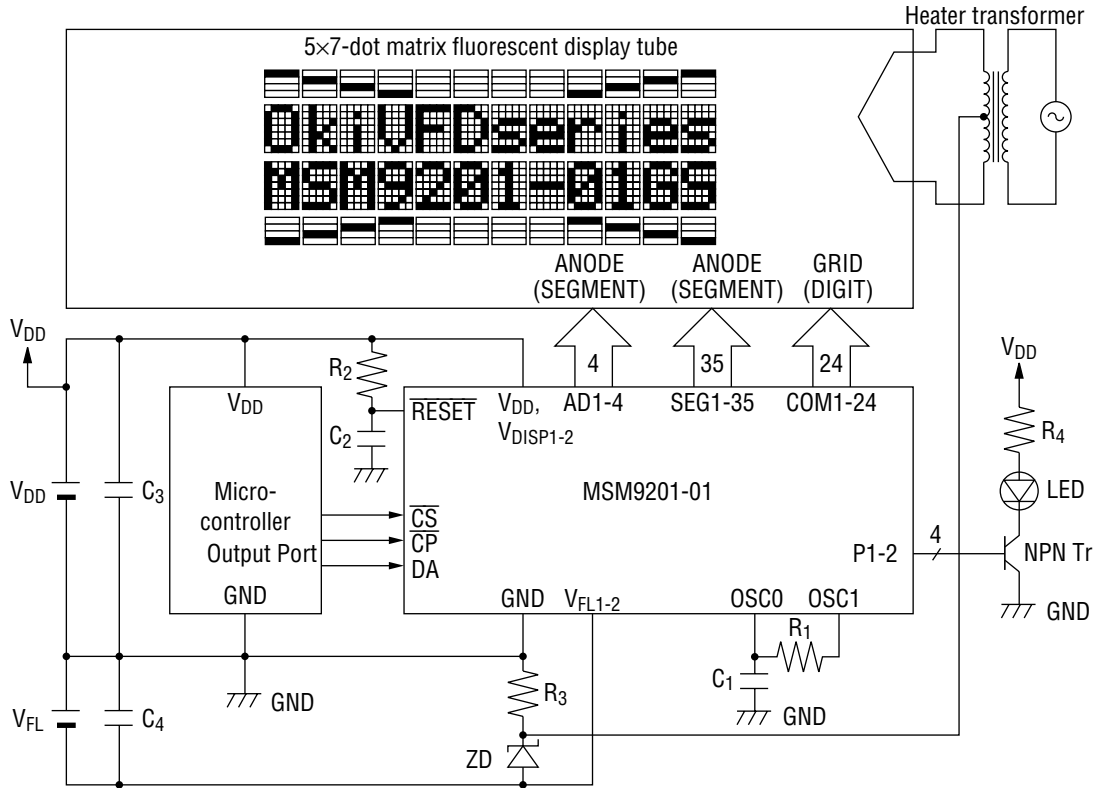 Heater transformer
5×7-dot matrix fluorescent display tube
OkiVFDseries
MSM9201-01GS
ANODE
(SEGMENT)
ANODE
(SEGMENT)
GRID
(DIGIT)
4
35
24
VDD
R2
C2
VDD
RESET
VDD,
VDISP1-2
AD1-4
SEG1-35
COM1-24
VDD
R4
LED
NPN Tr
GND
VDD
C3
Micro-
controller
Output Port
GND
CS
CP
DA
MSM9201-01
P1-2
4
GND
VFL1-2
OSC0
OSC1
R1
C1
GND
VFL
C4
GND
R3
ZD